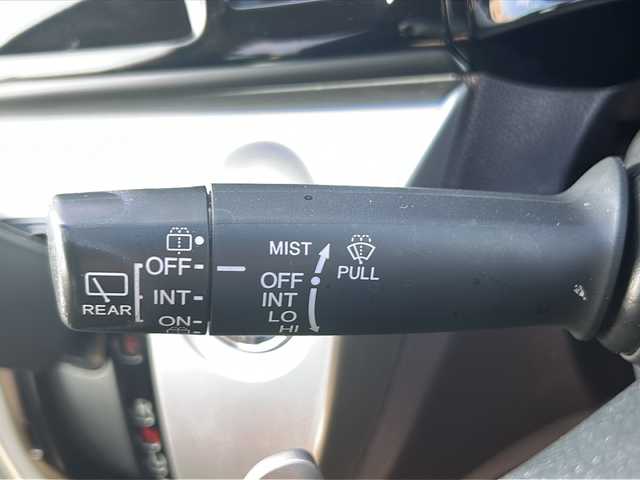 OFF
INT
ON
REAR
MIST
OFF
INT
LO
HI
PULL